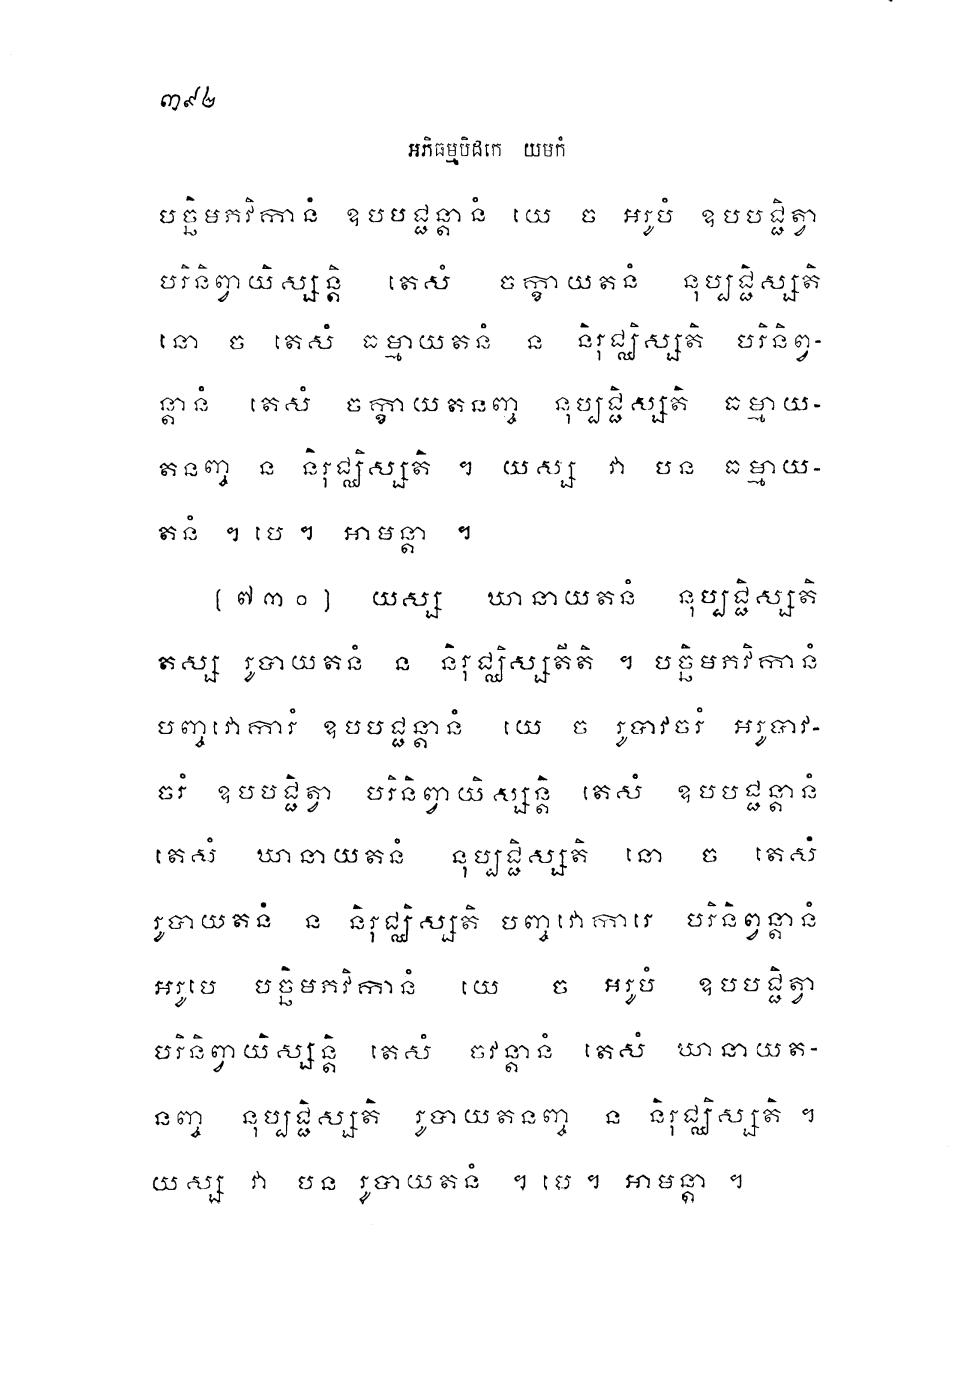 ៣៩២
អភិធម្មបិដកេ យមកំ
បច្ឆិមភវិកានំ ឧបបជ្ជន្តានំ យេ ច អរូបំ ឧបបជ្ជិត្វា
បរិនិព្វាយិស្សន្តិ តេសំ ចក្ខាយតនំ នុប្បជ្ជិស្សតិ
នោ ច តេសំ ធម្មាយតនំ ន និរុជ្ឈិស្សតិ បរិនិព្វ-
ន្តានំ តេសំ ចក្ខាយតនញ្ច នុប្បជ្ជិស្សតិ ធម្មាយ-
តនញ្ច ន និរុជ្ឈិស្សតិ ។ យស្ស វា បន ធម្មាយ-
តនំ ។ បេ ។ អាមន្តា ។
(៧៣០) យស្ស ឃានាយតនំ នុប្បជ្ជិស្សតិ
តស្ស រូបាយតនំ ន និរុជ្ឈិស្សតីតិ ។ បច្ឆិមភវិកានំ
បញ្ចវោការំ ឧបបជ្ជន្តានំ យេ ច រូបាវចរំ អរូបាវ-
ចរំ ឧបបជ្ជិត្វា បរិនិព្វាយិស្សន្តិ តេសំ ឧបបជ្ជន្តានំ
តេសំ ឃានាយតនំ នុប្បជ្ជិស្សតិ នោ ច តេសំ
រូបាយតនំ ន និរុជ្ឈិស្សតិ បញ្ចវោការេ បរិនិព្វន្តានំ
អរូបេ បច្ឆិមភវិកានំ យេ ច អរូបំ ឧបបជ្ជិត្វា
បរិនិព្វាយិស្សន្តិ តេសំ ចវន្តានំ តេសំ ឃានាយត-
នញ្ច នុប្បជ្ជិស្សតិ រូបាយតនញ្ច ន និរុជ្ឈិស្សតិ ។
យស្ស វា បន រូបាយតនំ ។ បេ ។ អាមន្តា ។